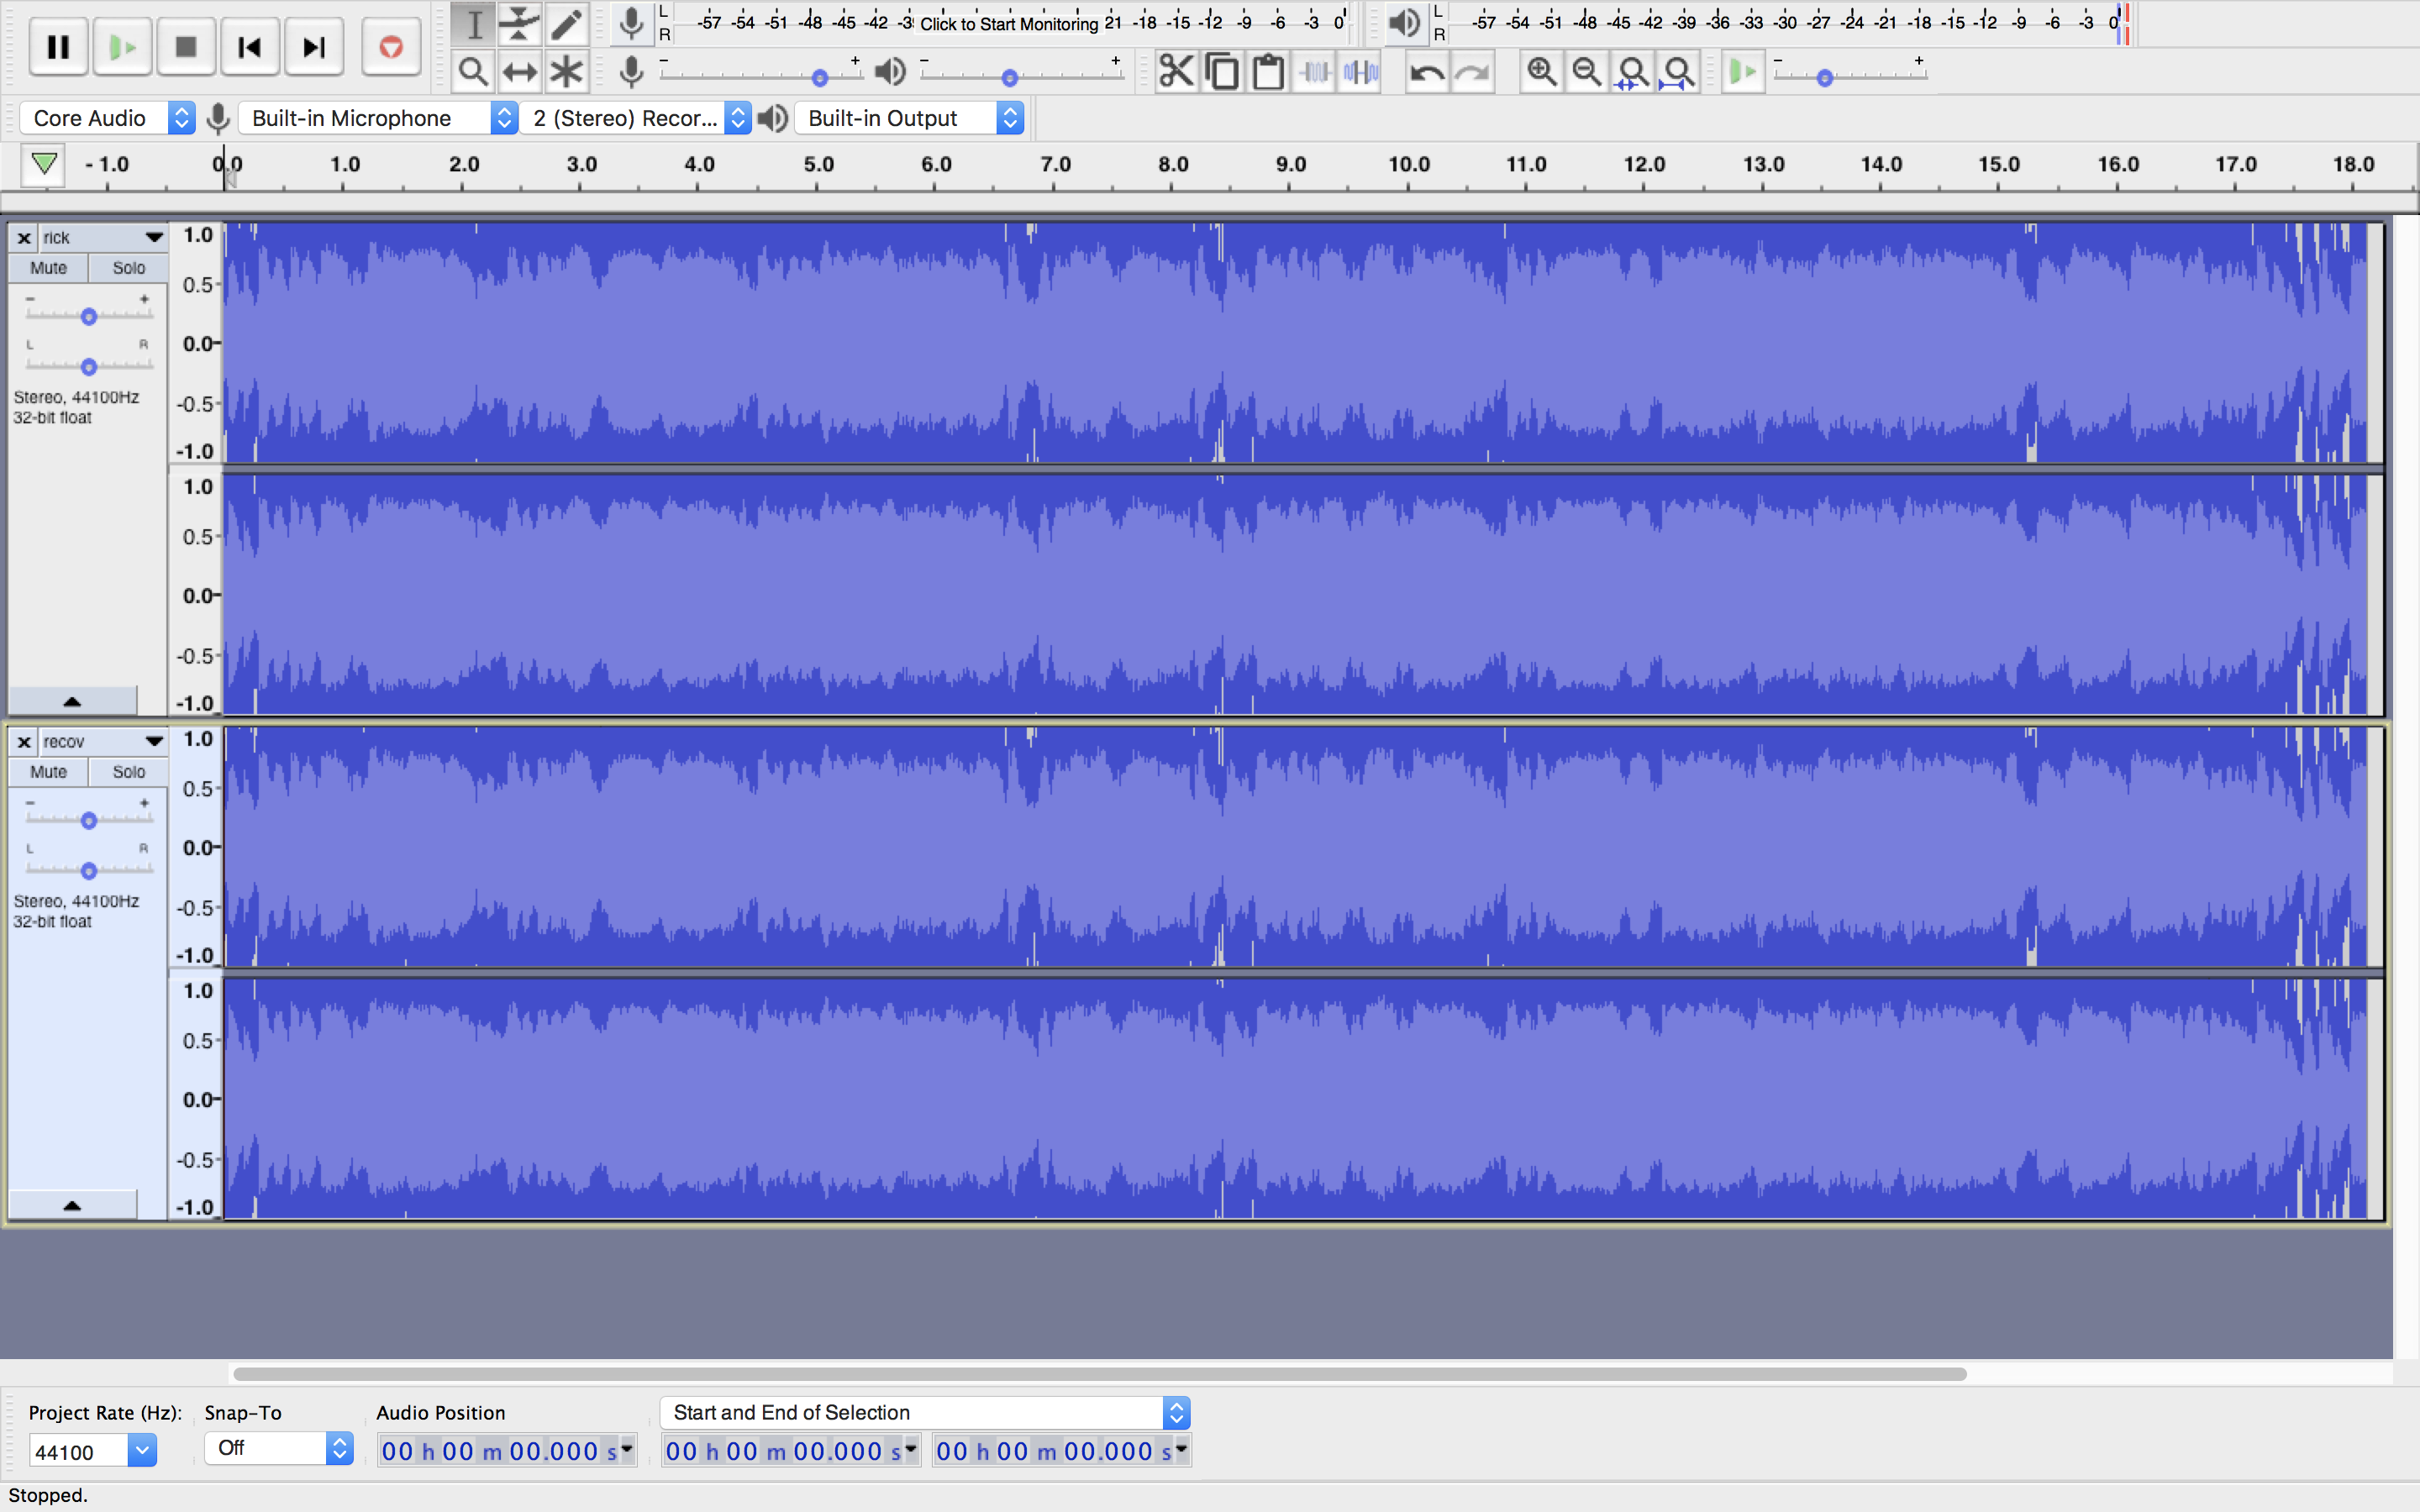 L -57 -54 -51 -48 -45 -42 -3 Click to Start Monitoring 21 -18 -15 -12 -9 -6 -3 0
R
L -57 -54 -51 -48 -45 -42 -39 -36 -33 -30 -27 -24 -21 -18 -15 -12 -9 -6 -3 0
R
- + - + - +
Core Audio Built-in Microphone 2 (Stereo) Recor... Built-in Output
- 1.0 0.0 1.0 2.0 3.0 4.0 5.0 6.0 7.0 8.0 9.0 10.0 11.0 12.0 13.0 14.0 15.0 16.0 17.0 18.0
x rick 1.0
Mute Solo
- + 0.5-
L R 0.0-
Stereo, 44100Hz -0.5-
32-bit float
-1.0
1.0
0.5-
0.0-
-0.5-
-1.0
x recov 1.0
Mute Solo
- + 0.5-
L R 0.0-
Stereo, 44100Hz -0.5-
32-bit float
-1.0
1.0
0.5-
0.0-
-0.5-
-1.0
Project Rate (Hz): Snap-To Audio Position Start and End of Selection
44100 Off 00 h 00 m 00.000 s 00 h 00 m 00.000 s 00 h 00 m 00.000 s
Stopped.